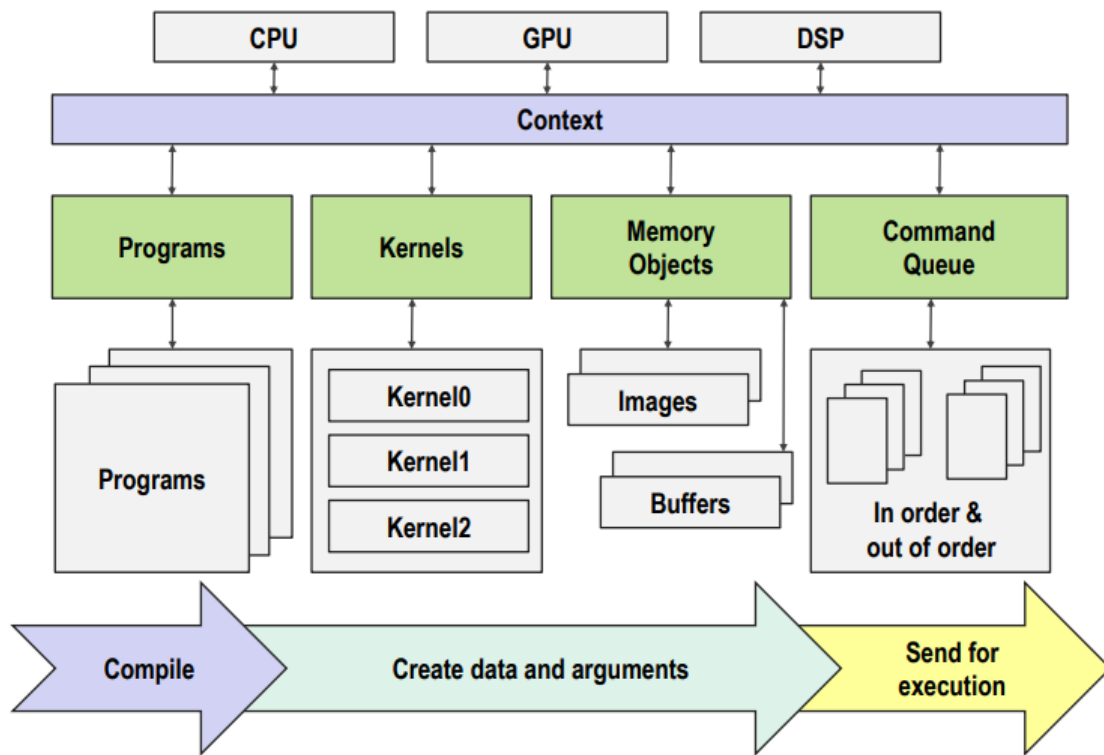 CPU
GPU
DSP
Context
Programs
Kernels
Memory
Objects
Command
Queue
Programs
Kernel0
Kernel1
Kernel2
Images
Buffers
In order &
out of order
Compile
Create data and arguments
Send for
execution